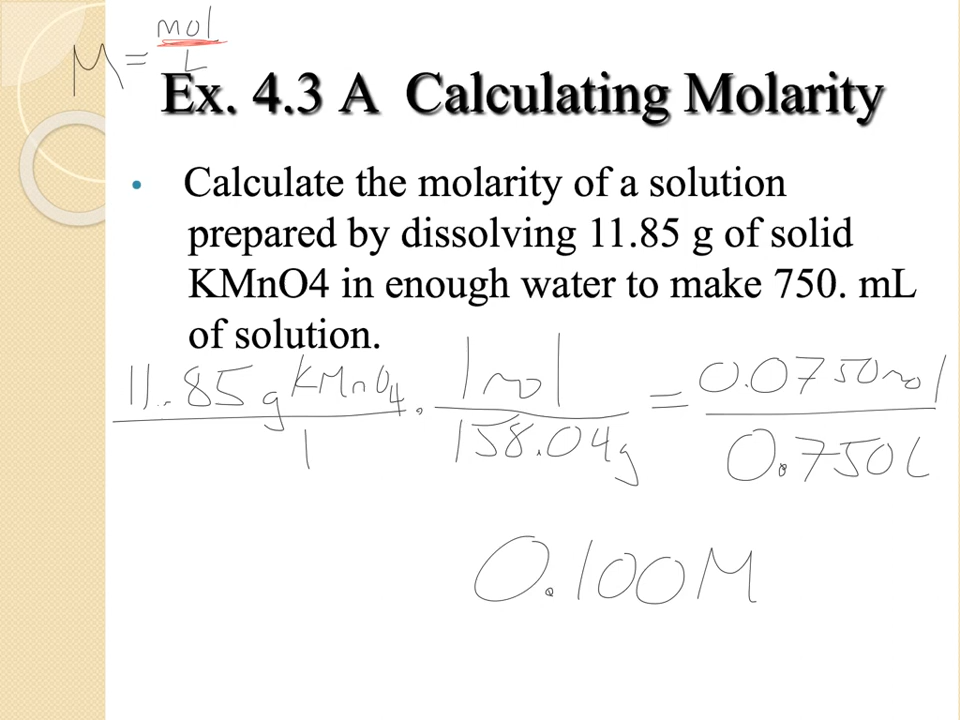 M = mol
L
Ex. 4.3 A Calculating Molarity
• Calculate the molarity of a solution
prepared by dissolving 11.85 g of solid
KMnO4 in enough water to make 750. mL
of solution.
11.85 g KMnO4 · 1 mol = 0.0750 mol
1 158.04 g 0.750 L
0.100 M